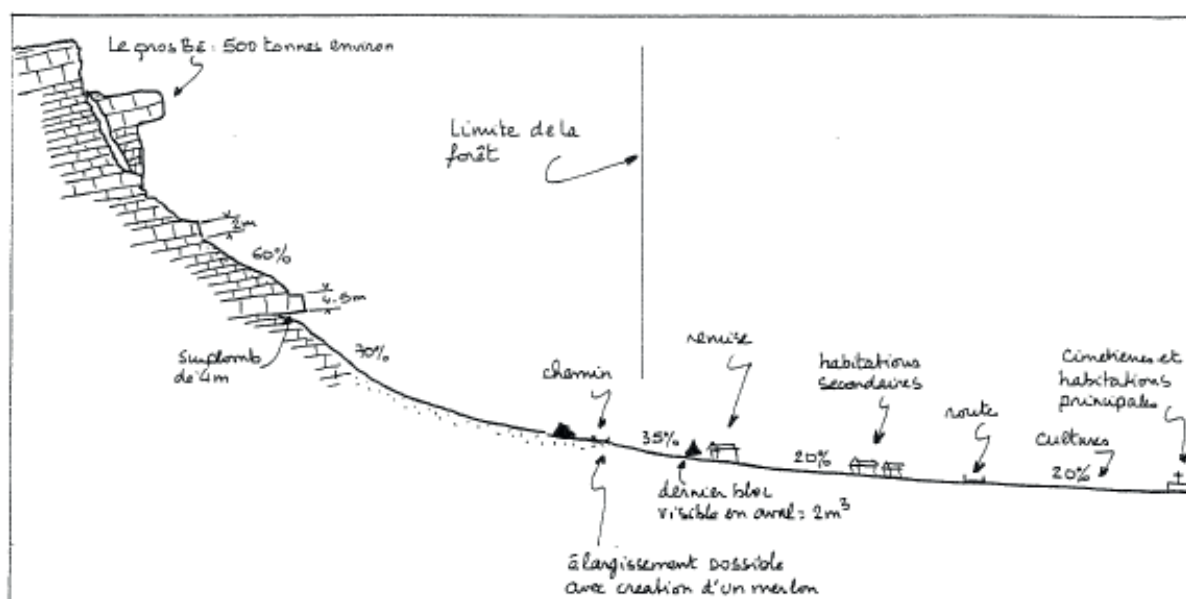 Le gros Bé : 500 tonnes environ
Limite de la
forêt
2m
60%
4.5m
Surplomb
de 4m
70%
chemin
remise
habitations
secondaires
route
Cimetières et
habitations
principales
cultures
35%
20%
20%
dernier bloc
visible en aval = 2m³
élargissement possible
avec creation d'un merlon